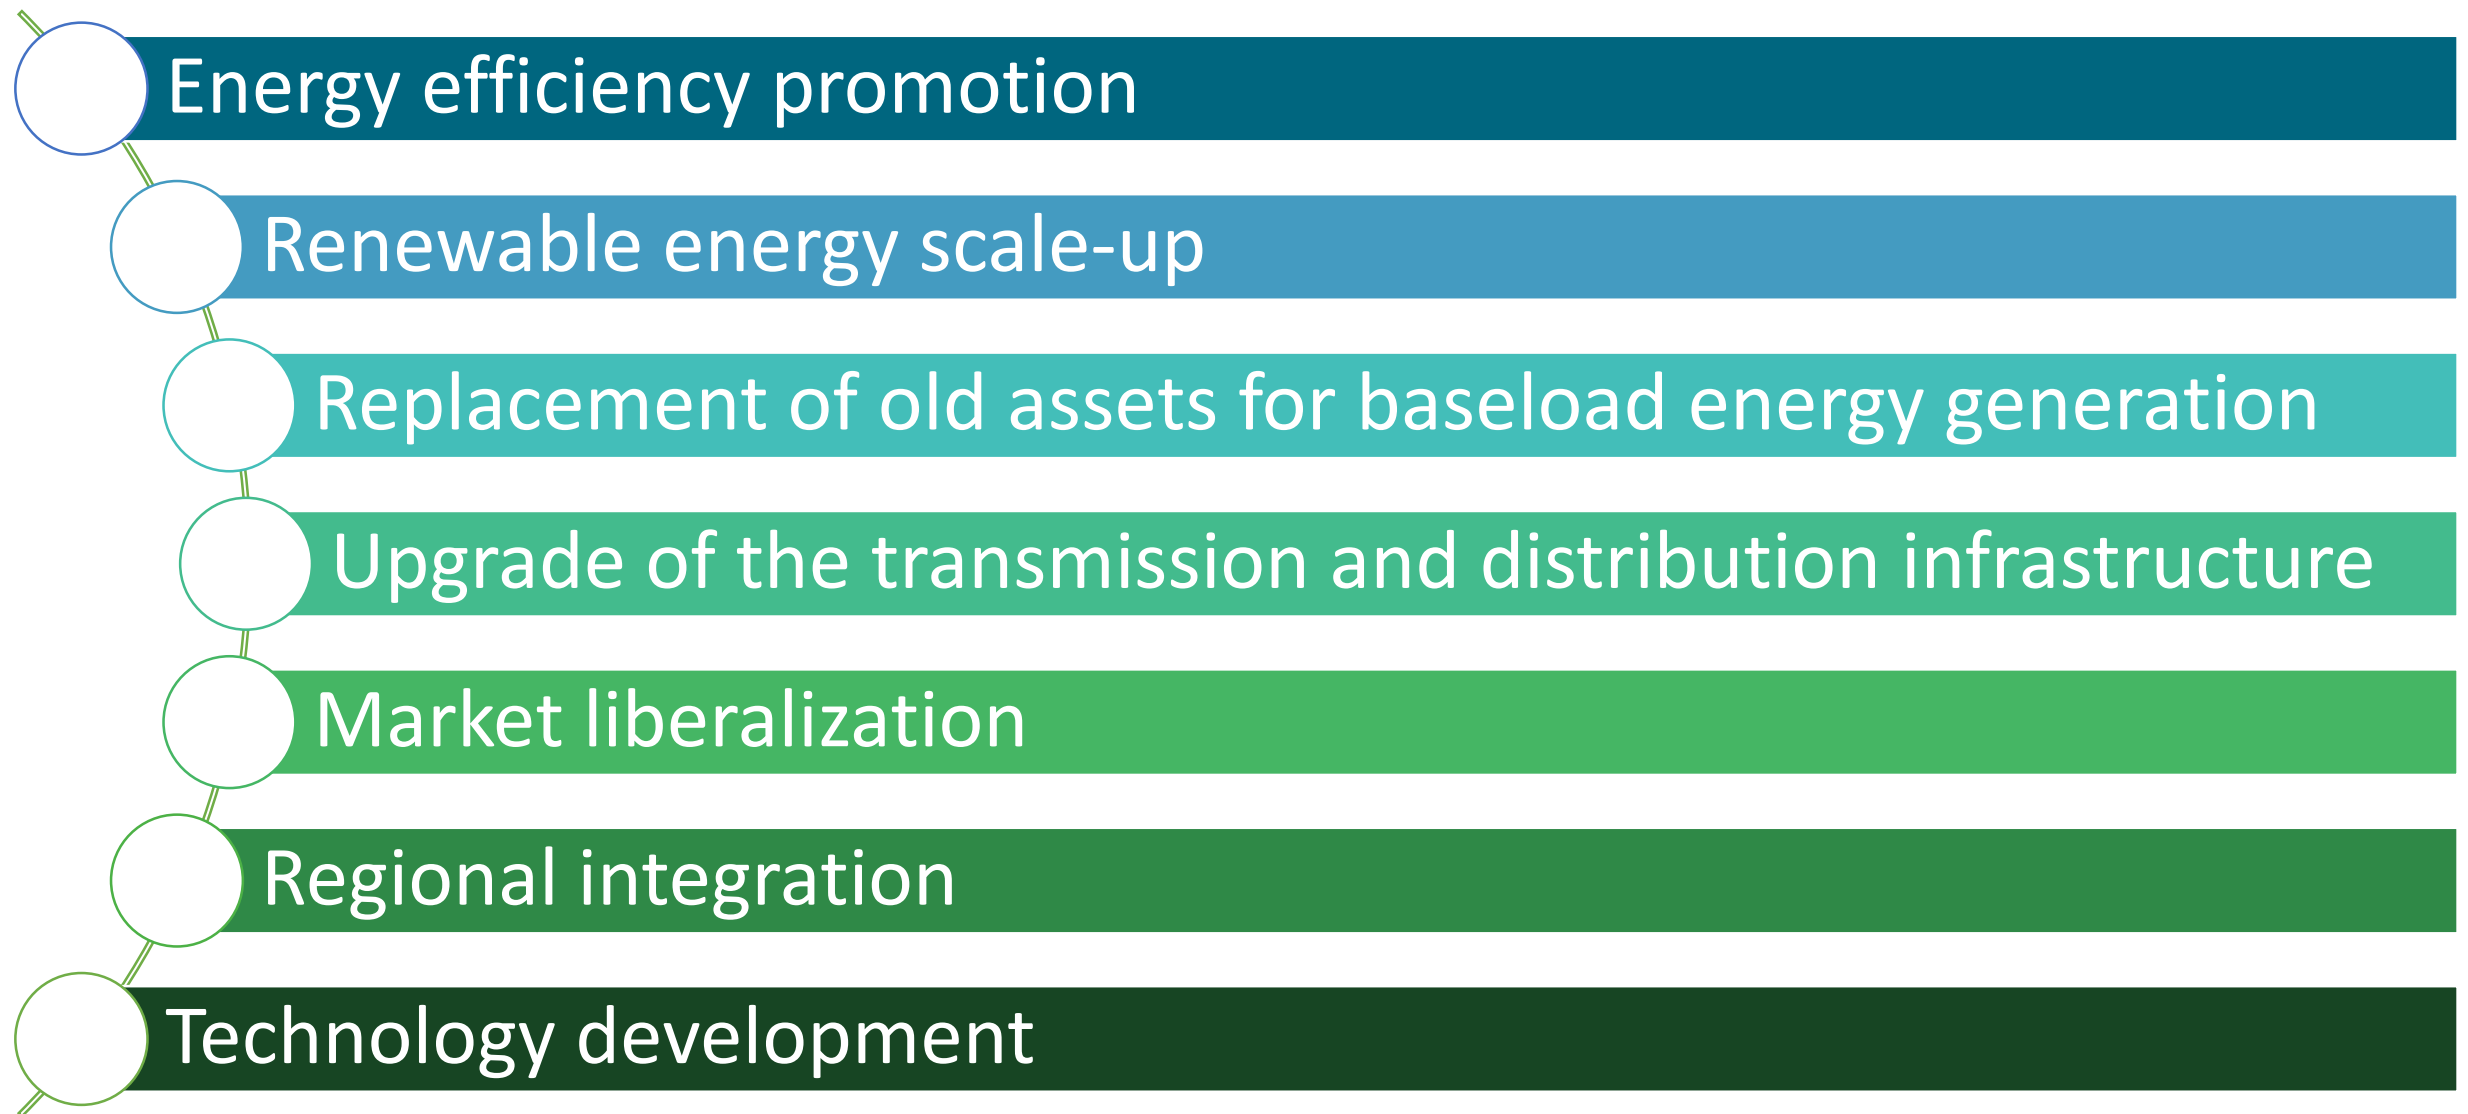 Energy efficiency promotion
Renewable energy scale-up
Replacement of old assets for baseload energy generation
Upgrade of the transmission and distribution infrastructure
Market liberalization
Regional integration
Technology development